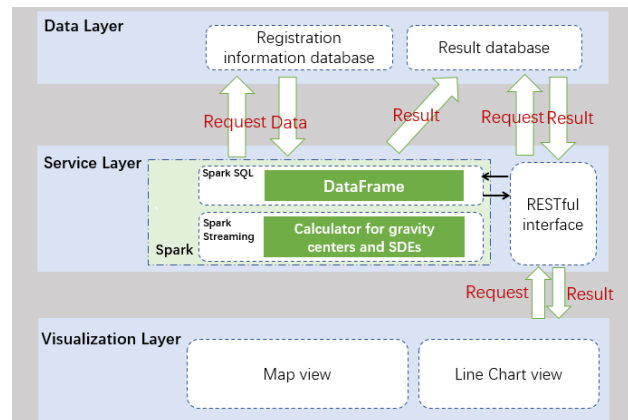 Data Layer
Registration
information database
Result database
Request Data
Result
Request Result
Service Layer
Spark SQL
DataFrame
Spark
Streaming
Calculator for gravity
centers and SDEs
Spark
RESTful
interface
Request
Result
Visualization Layer
Map view
Line Chart view